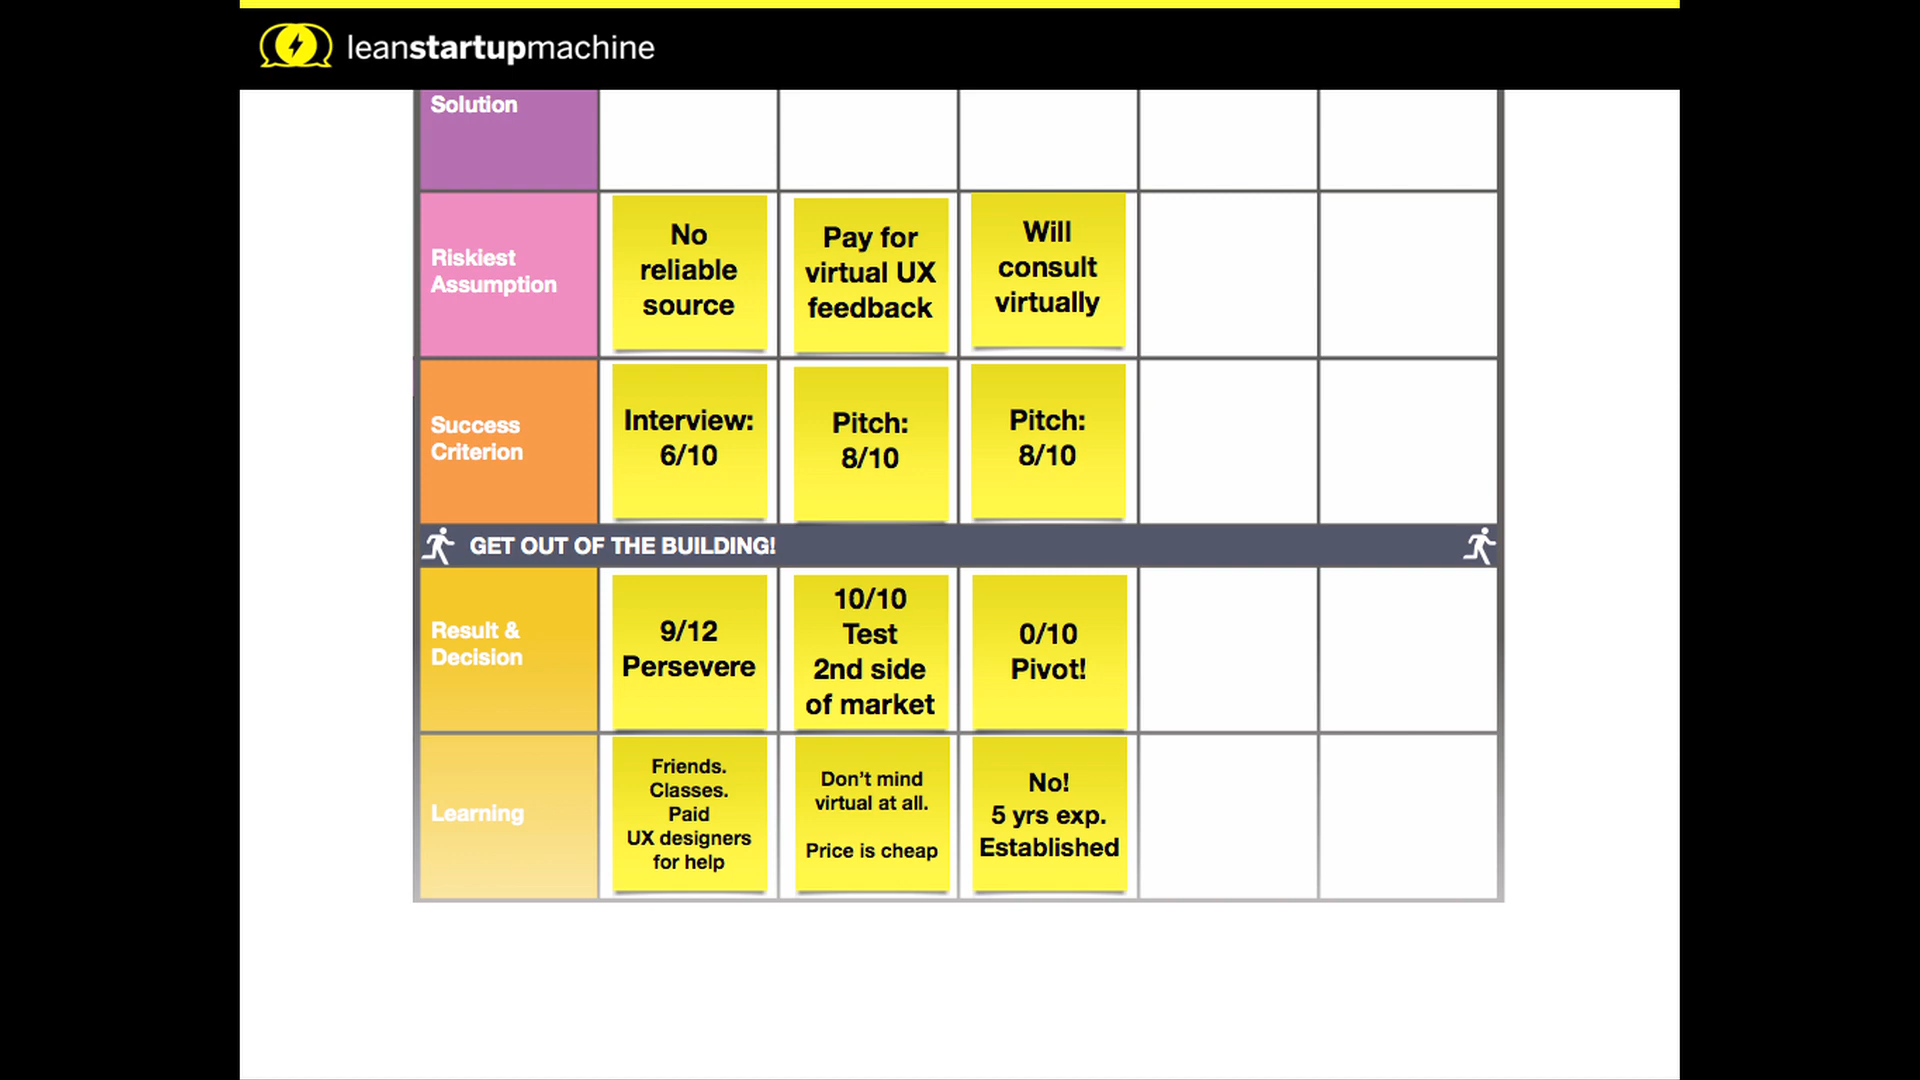 leanstartupmachine
Solution
Riskiest
Assumption
No
reliable
source
Pay for
virtual UX
feedback
Will
consult
virtually
Success
Criterion
Interview:
6/10
Pitch:
8/10
Pitch:
8/10
GET OUT OF THE BUILDING!
Result &
Decision
9/12
Persevere
10/10
Test
2nd side
of market
0/10
Pivot!
Learning
Friends.
Classes.
Paid
UX designers
for help
Don't mind
virtual at all.
Price is cheap
No!
5 yrs exp.
Established